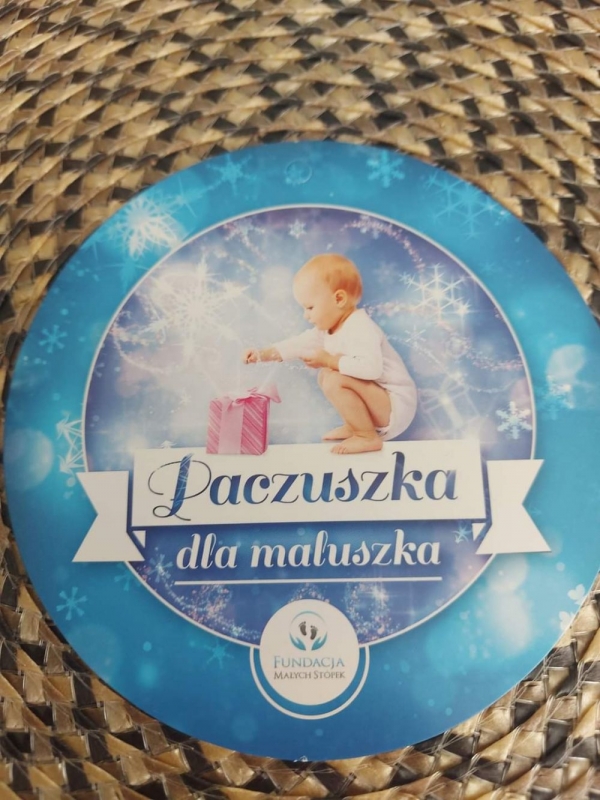 Paczuszka
dla maluszka
FUNDACJA
MAŁYCH STÓPEK